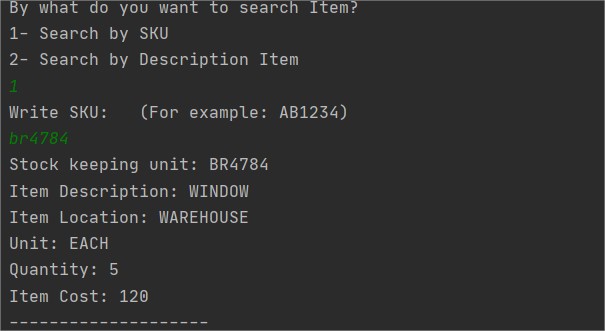 By what do you want to search Item?
1- Search by SKU
2- Search by Description Item
1
Write SKU:   (For example: AB1234)
br4784
Stock keeping unit: BR4784
Item Description: WINDOW
Item Location: WAREHOUSE
Unit: EACH
Quantity: 5
Item Cost: 120
--------------------